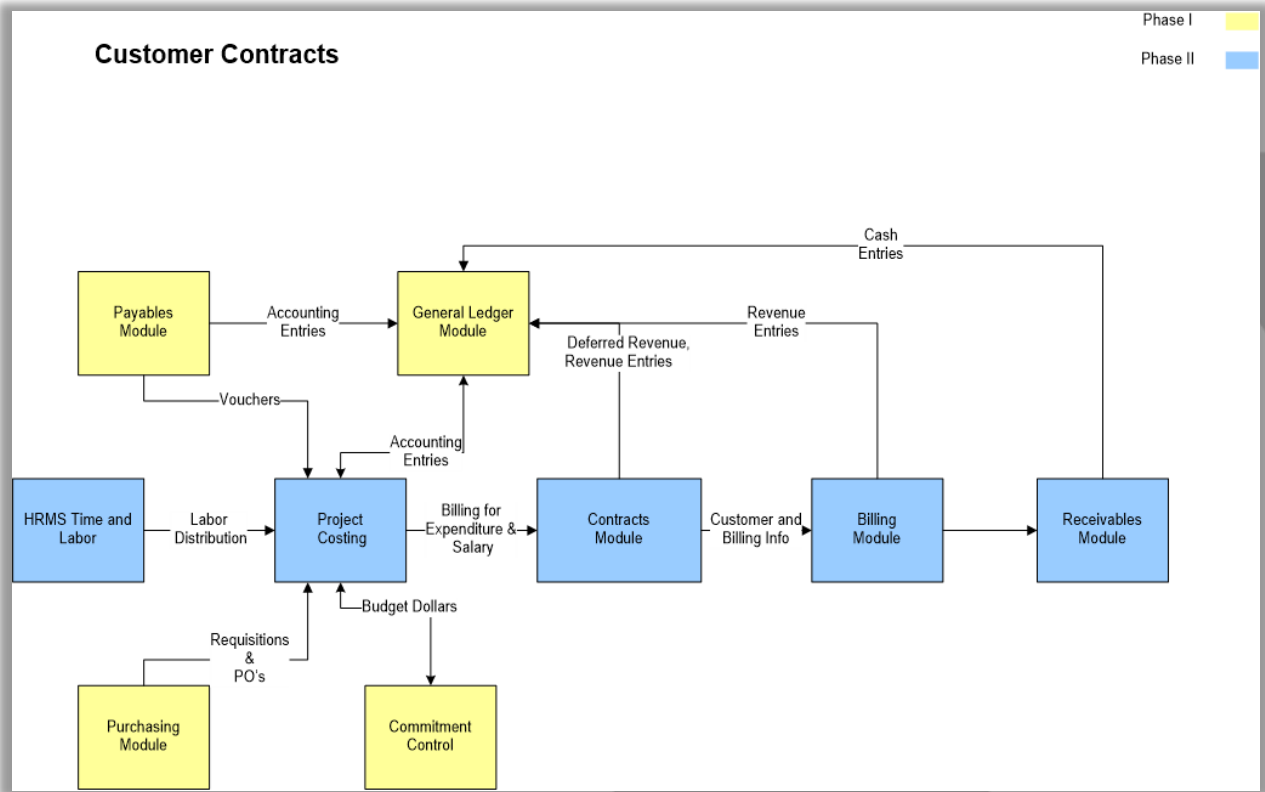 Phase I
Customer Contracts
Phase II
Cash
Entries
Payables
Module
Accounting
Entries
General Ledger
Module
Revenue
Entries
Deferred Revenue,
Revenue Entries
Vouchers
Accounting
Entries
HRMS Time and
Labor
Labor
Distribution
Project
Costing
Billing for
Expenditure &
Salary
Contracts
Module
Customer and
Billing Info
Billing
Module
Receivables
Module
Budget Dollars
Requisitions
&
PO's
Purchasing
Module
Commitment
Control